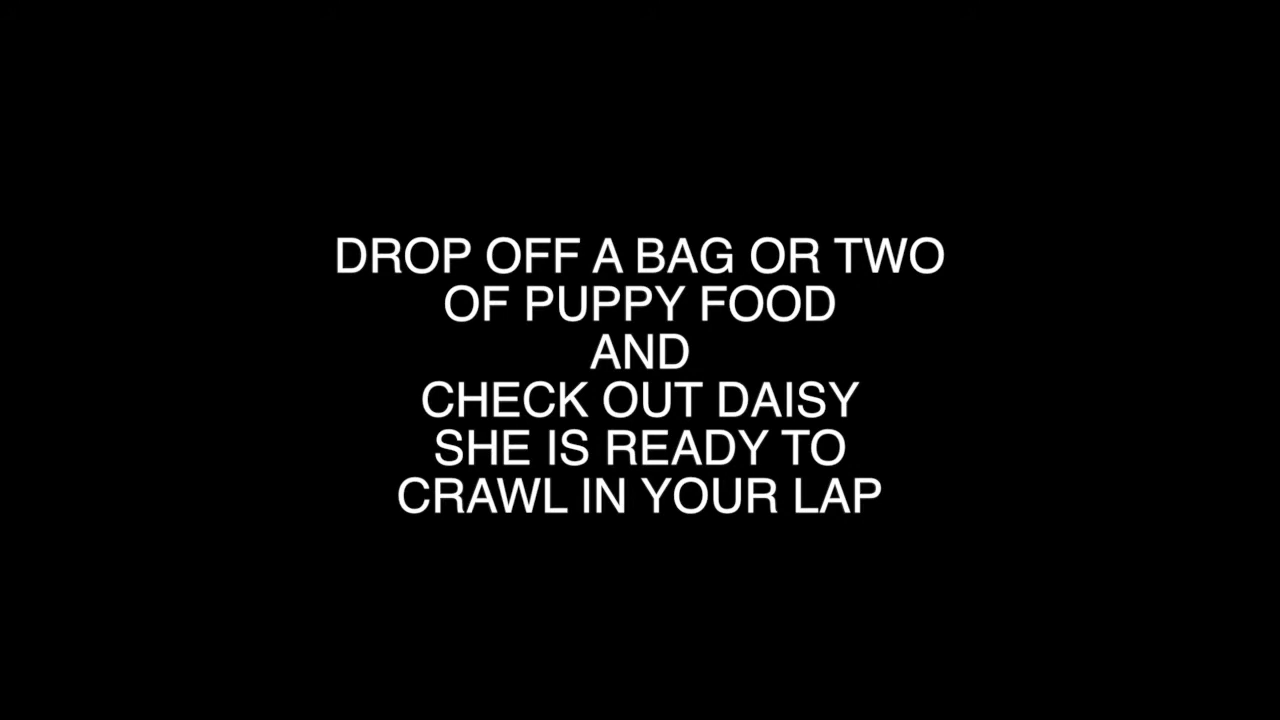 DROP OFF A BAG OR TWO
OF PUPPY FOOD
AND
CHECK OUT DAISY
SHE IS READY TO
CRAWL IN YOUR LAP